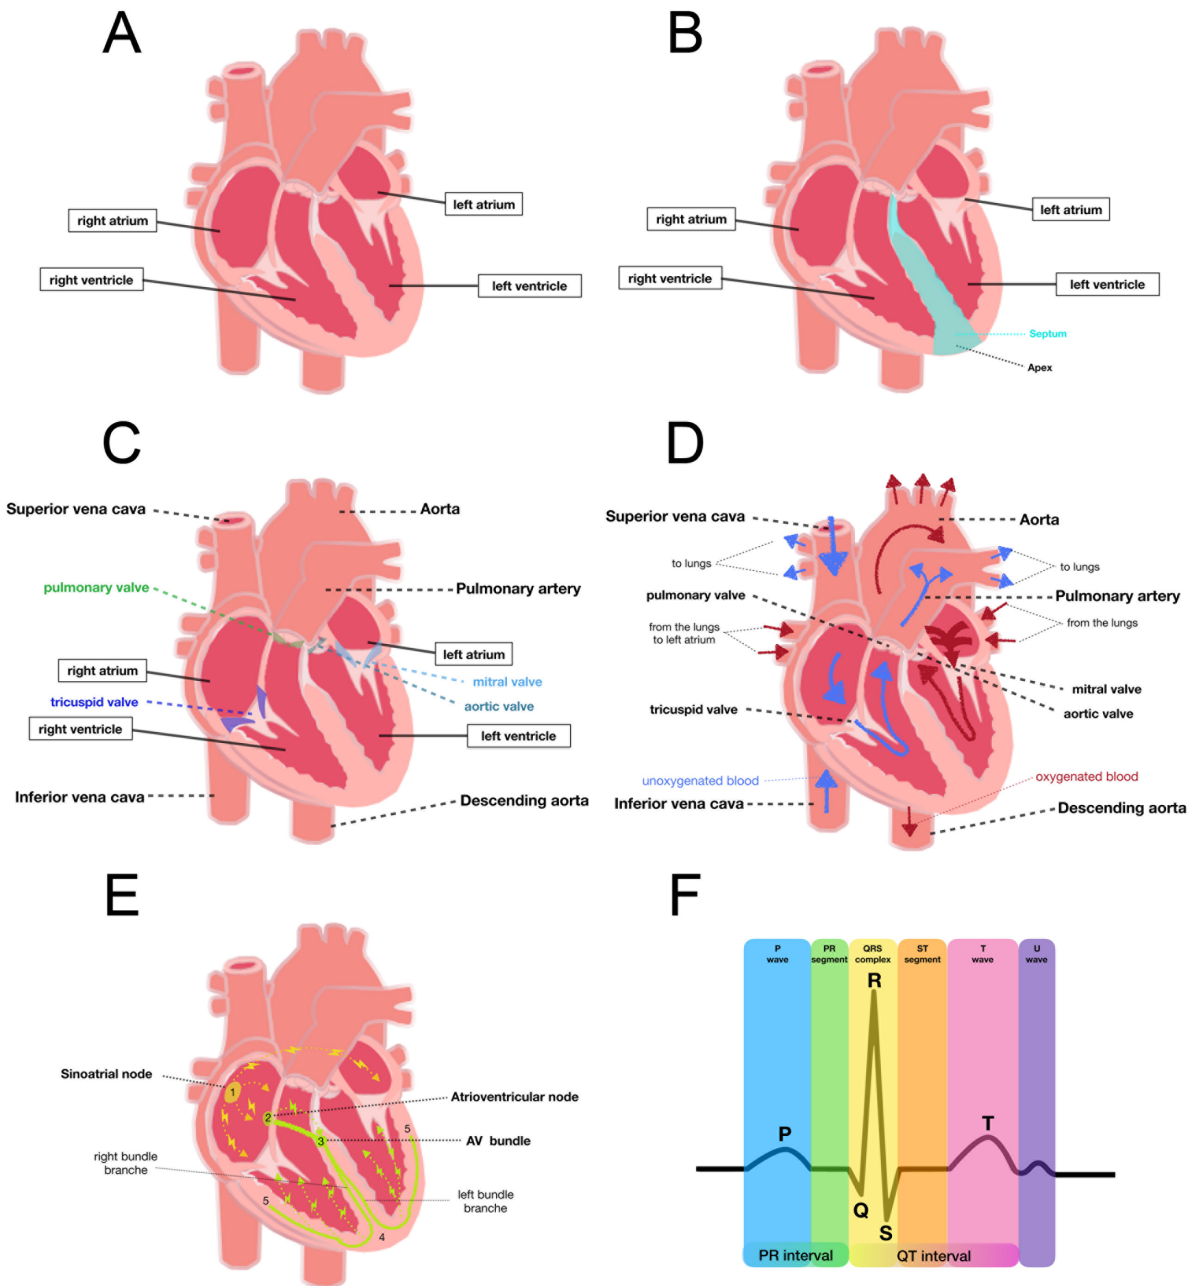 A
right atrium
right ventricle
left atrium
left ventricle
B
right atrium
right ventricle
left atrium
left ventricle
Septum
Apex
C
Superior vena cava
Aorta
pulmonary valve
Pulmonary artery
right atrium
left atrium
tricuspid valve
mitral valve
aortic valve
right ventricle
left ventricle
Inferior vena cava
Descending aorta
D
Superior vena cava
Aorta
to lungs
to lungs
pulmonary valve
Pulmonary artery
from the lungs
to left atrium
from the lungs
mitral valve
tricuspid valve
aortic valve
unoxygenated blood
oxygenated blood
Inferior vena cava
Descending aorta
E
Sinoatrial node
1
Atrioventricular node
2
3
5
AV bundle
right bundle
branche
left bundle
branche
5
4
F
P
wave
PR
segment
QRS
complex
ST
segment
T
wave
U
wave
R
P
T
Q
S
PR interval
QT interval